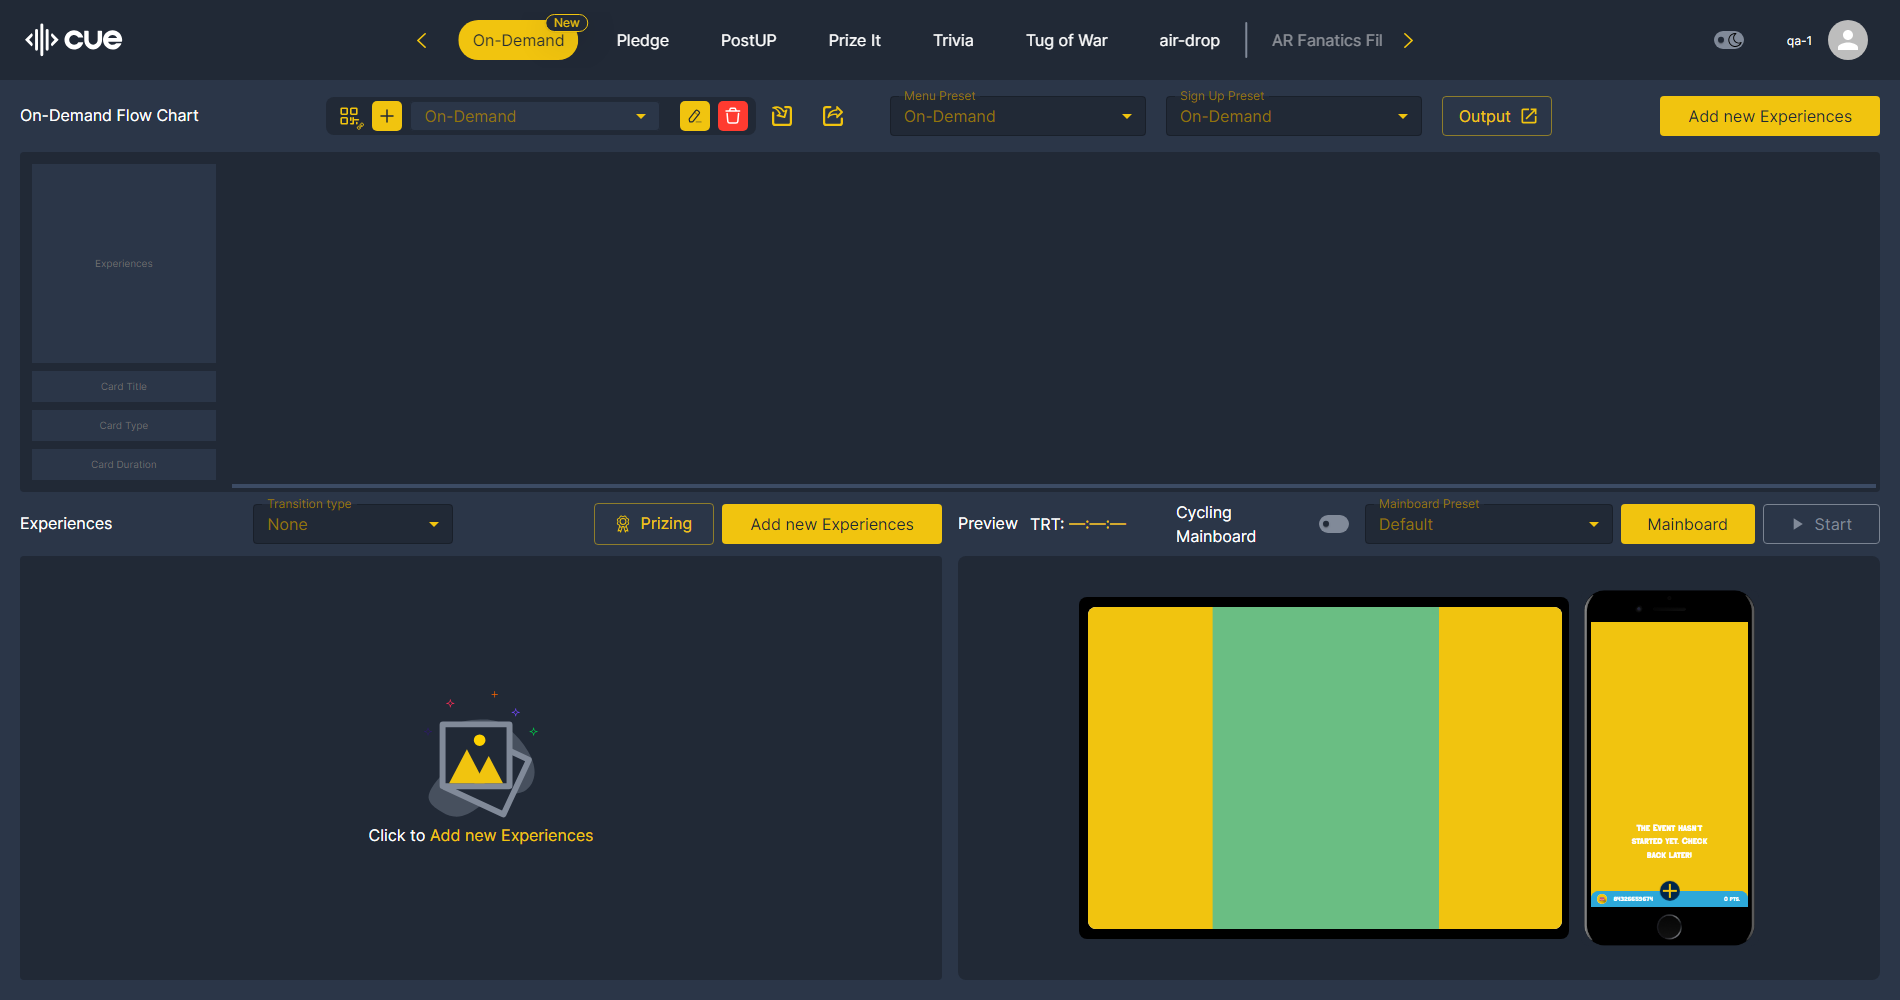 cue
On-Demand
New
Pledge
PostUP
Prize It
Trivia
Tug of War
air-drop
AR Fanatics Fil
qa-1
On-Demand Flow Chart
On-Demand
Menu Preset
On-Demand
Sign Up Preset
On-Demand
Output
Add new Experiences
Experiences
Card Title
Card Type
Card Duration
Experiences
Transition type
None
Prizing
Add new Experiences
Preview
TRT: —:—:—
Cycling
Mainboard
Mainboard Preset
Default
Mainboard
Start
Click to Add new Experiences
The Event hasn't
started yet. Check
back later!
0 pts.